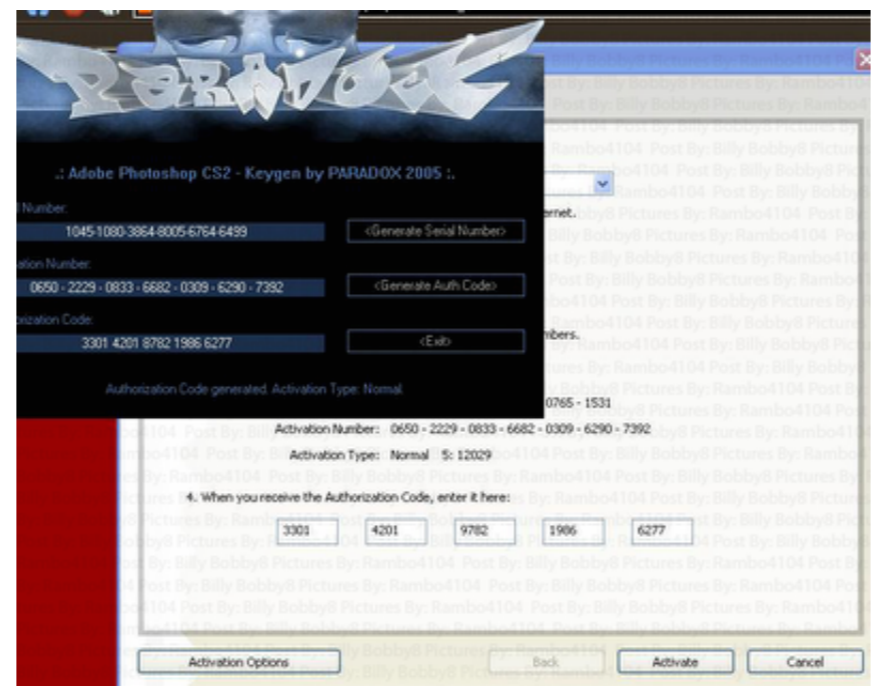 PARADOX
.: Adobe Photoshop CS2 - Keygen by PARADOX 2005 :.
Number:
1045-1080-3864-8005-6764-6499 <Generate Serial Number>
ernet.
ation Number:
0650 - 2229 - 0833 - 6682 - 0309 - 6290 - 7392 <Generate Auth Code>
orization Code:
3301 4201 8782 1986 6277 <Exit>
mbers.
Authorization Code generated. Activation Type: Normal.
0765 - 1531
Activation Number: 0650 - 2229 - 0833 - 6682 - 0309 - 6290 - 7392
Activation Type: Normal S: 12029
4. When you receive the Authorization Code, enter it here:
3301 4201 9782 1986 6277
Activation Options Back Activate Cancel
Post By: Billy Bobby8 Pictures By: Rambo4104